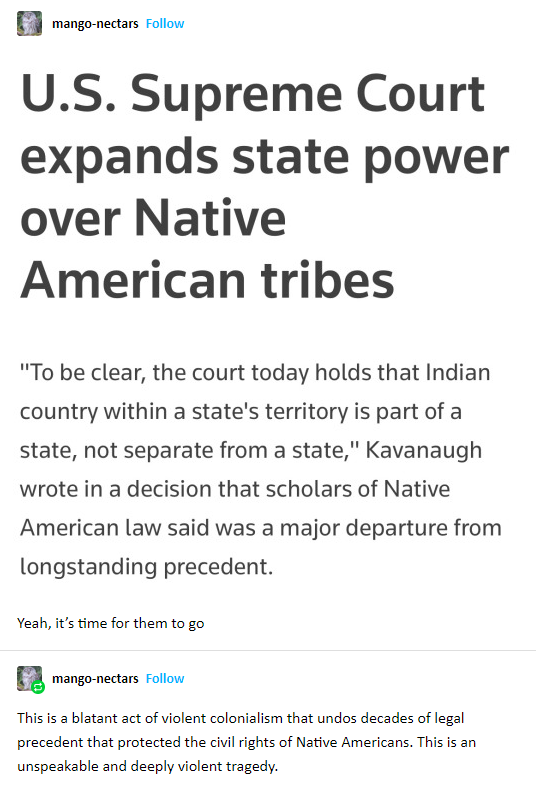 mango-nectars Follow
U.S. Supreme Court
expands state power
over Native
American tribes
"To be clear, the court today holds that Indian
country within a state's territory is part of a
state, not separate from a state," Kavanaugh
wrote in a decision that scholars of Native
American law said was a major departure from
longstanding precedent.
Yeah, it’s time for them to go
mango-nectars Follow
This is a blatant act of violent colonialism that undos decades of legal
precedent that protected the civil rights of Native Americans. This is an
unspeakable and deeply violent tragedy.